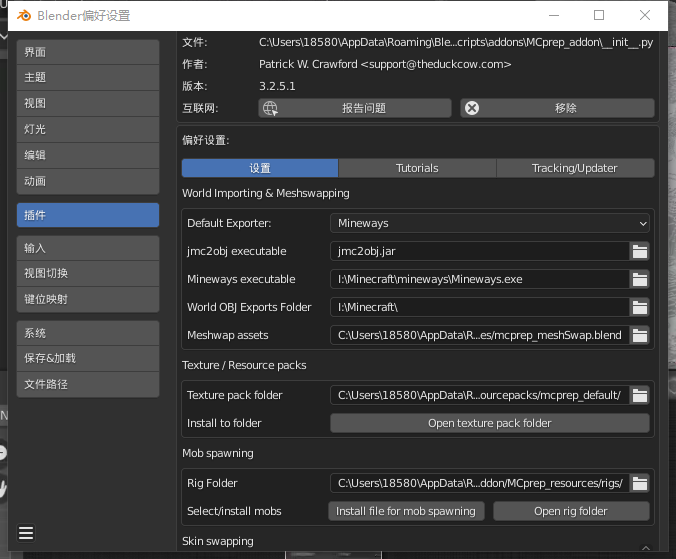 Blender偏好设置
界面
主题
视图
灯光
编辑
动画
插件
输入
视图切换
键位映射
系统
保存&加载
文件路径
文件: C:\Users\18580\AppData\Roaming\Ble...cripts\addons\MCprep_addon\__init__.py
作者: Patrick W. Crawford <support@theduckcow.com>
版本: 3.2.5.1
互联网: 报告问题 移除
偏好设置:
设置 Tutorials Tracking/Updater
World Importing & Meshswapping
Default Exporter: Mineways
jmc2obj executable jmc2obj.jar
Mineways executable I:\Minecraft\mineways\Mineways.exe
World OBJ Exports Folder I:\Minecraft\
Meshwap assets C:\Users\18580\AppData\R...es/mcprep_meshSwap.blend
Texture / Resource packs
Texture pack folder C:\Users\18580\AppData\R...ourcepacks/mcprep_default/
Install to folder Open texture pack folder
Mob spawning
Rig Folder C:\Users\18580\AppData\R...ddon/MCprep_resources/rigs/
Select/install mobs Install file for mob spawning Open rig folder
Skin swapping